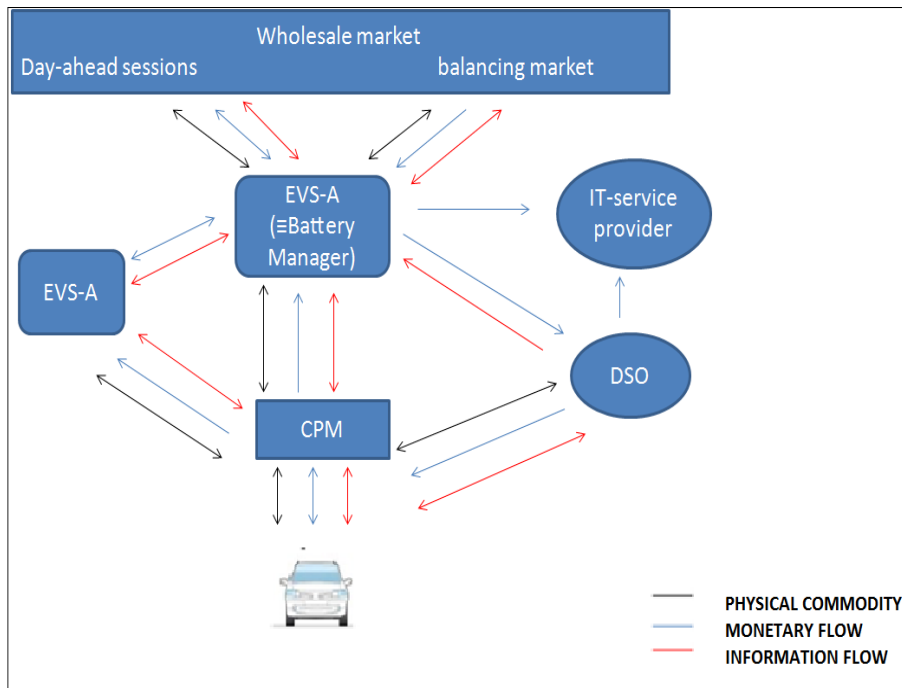 Wholesale market
Day-ahead sessions balancing market
EVS-A
(≡Battery
Manager)
IT-service
provider
EVS-A
DSO
CPM
PHYSICAL COMMODITY
MONETARY FLOW
INFORMATION FLOW